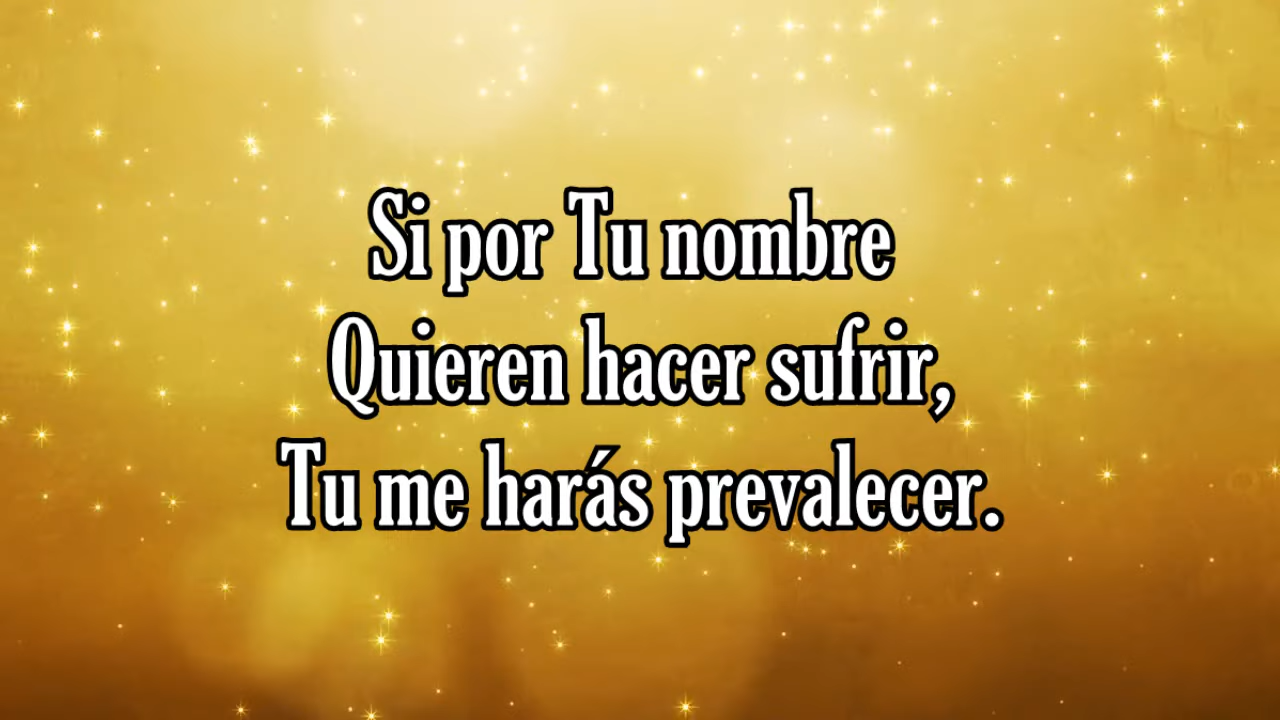 Si por Tu nombre
Quieren hacer sufrir,
Tu me harás prevalecer.